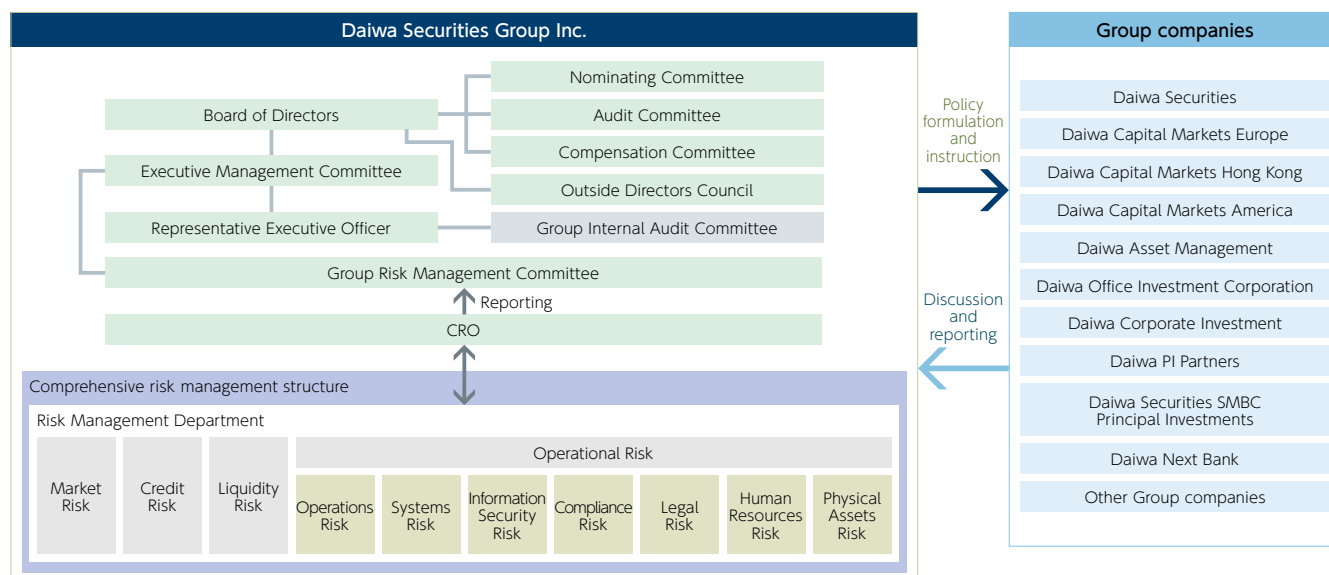 Daiwa Securities Group Inc.
Nominating Committee
Board of Directors
Audit Committee
Compensation Committee
Executive Management Committee
Outside Directors Council
Representative Executive Officer
Group Internal Audit Committee
Group Risk Management Committee
Reporting
CRO
Comprehensive risk management structure
Risk Management Department
Market
Risk
Credit
Risk
Liquidity
Risk
Operational Risk
Operations
Risk
Systems
Risk
Information
Security
Risk
Compliance
Risk
Legal
Risk
Human
Resources
Risk
Physical
Assets
Risk
Policy
formulation
and
instruction
Discussion
and
reporting
Group companies
Daiwa Securities
Daiwa Capital Markets Europe
Daiwa Capital Markets Hong Kong
Daiwa Capital Markets America
Daiwa Asset Management
Daiwa Office Investment Corporation
Daiwa Corporate Investment
Daiwa PI Partners
Daiwa Securities SMBC
Principal Investments
Daiwa Next Bank
Other Group companies